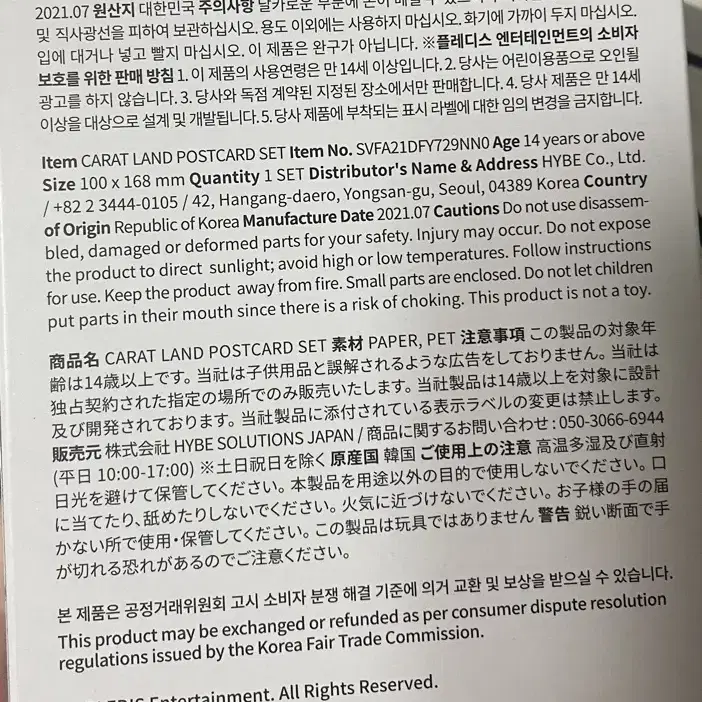 2021.07 원산지 대한민국 주의사항 날카로운 부분에 손이
및 직사광선을 피하여 보관하십시오. 용도 이외에는 사용하지 마십시오. 화기에 가까이 두지 마십시오.
입에 대거나 넣고 빨지 마십시오. 이 제품은 완구가 아닙니다. ※플레디스 엔터테인먼트의 소비자
보호를 위한 판매 방침 1. 이 제품의 사용연령은 만 14세 이상입니다. 2. 당사는 어린이용품으로 오인될
광고를 하지 않습니다. 3. 당사와 독점 계약된 지정된 장소에서만 판매합니다. 4. 당사 제품은 만 14세
이상을 대상으로 설계 및 개발됩니다. 5. 당사 제품에 부착되는 표시 라벨에 대한 임의 변경을 금지합니다.
Item CARAT LAND POSTCARD SET Item No. SVFA21DFY729NN0 Age 14 years or above
Size 100 x 168 mm Quantity 1 SET Distributor's Name & Address HYBE Co., Ltd.
/ +82 2 3444-0105 / 42, Hangang-daero, Yongsan-gu, Seoul, 04389 Korea Country
of Origin Republic of Korea Manufacture Date 2021.07 Cautions Do not use disassem-
bled, damaged or deformed parts for your safety. Injury may occur. Do not expose
the product to direct sunlight; avoid high or low temperatures. Follow instructions
for use. Keep the product away from fire. Small parts are enclosed. Do not let children
put parts in their mouth since there is a risk of choking. This product is not a toy.
商品名 CARAT LAND POSTCARD SET 素材 PAPER, PET 注意事項 この製品の対象年
齢は14歳以上です。当社は子供用品と誤解されるような広告をしておりません。当社は
独占契約された指定の場所でのみ販売いたします。当社製品は14歳以上を対象に設計
及び開発されております。当社製品に添付されている表示ラベルの変更は禁止します。
販売元 株式会社 HYBE SOLUTIONS JAPAN / 商品に関するお問い合わせ : 050-3066-6944
(平日 10:00-17:00) ※土日祝日を除く 原産国 韓国 ご使用上の注意 高温多湿及び直射
日光を避けて保管してください。本製品を用途以外の目的で使用しないでください。口
に当てたり、舐めたりしないでください。火気に近づけないでください。お子様の手の届
かない所で使用・保管してください。この製品は玩具ではありません 警告 鋭い断面で手
が切れる恐れがあるのでご注意ください。
본 제품은 공정거래위원회 고시 소비자 분쟁 해결 기준에 의거 교환 및 보상을 받으실 수 있습니다.
This product may be exchanged or refunded as per consumer dispute resolution
regulations issued by the Korea Fair Trade Commission.
Entertainment. All Rights Reserved.